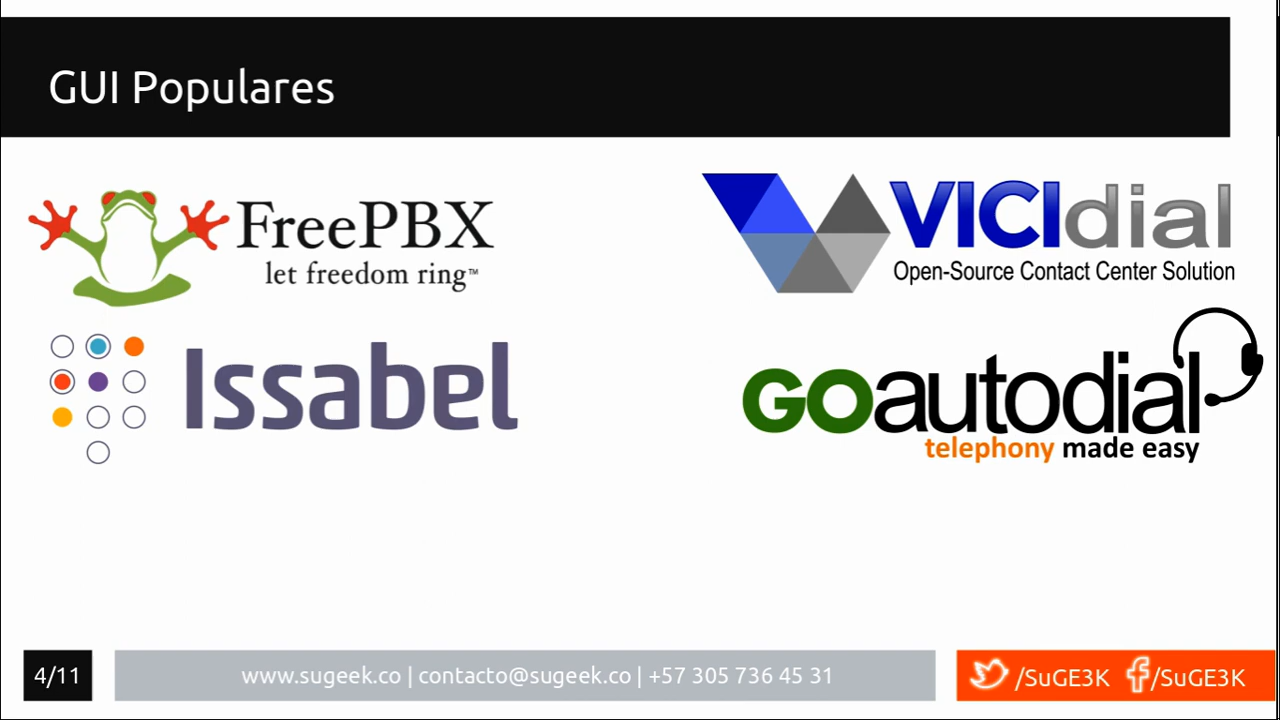 GUI Populares
FreePBX
let freedom ring™
VICIdial
Open-Source Contact Center Solution
Issabel
GOautodial
telephony made easy
4/11
www.sugeek.co | contacto@sugeek.co | +57 305 736 45 31
/SuGE3K
/SuGE3K